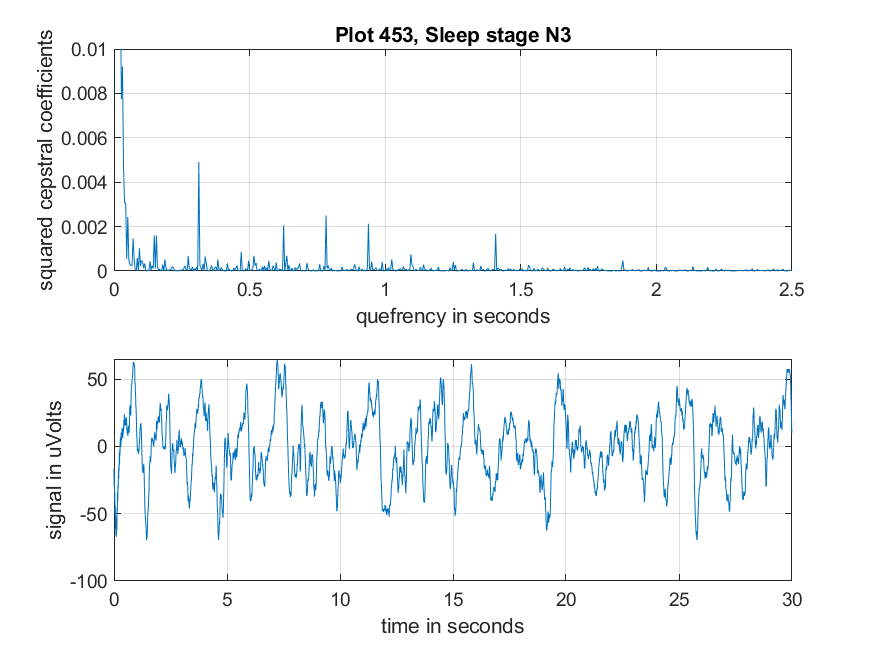 Plot 453, Sleep stage N3
squared cepstral coefficients
0.01
0.008
0.006
0.004
0.002
0
0 0.5 1 1.5 2 2.5
quefrency in seconds
signal in uVolts
50
0
-50
-100
0 5 10 15 20 25 30
time in seconds